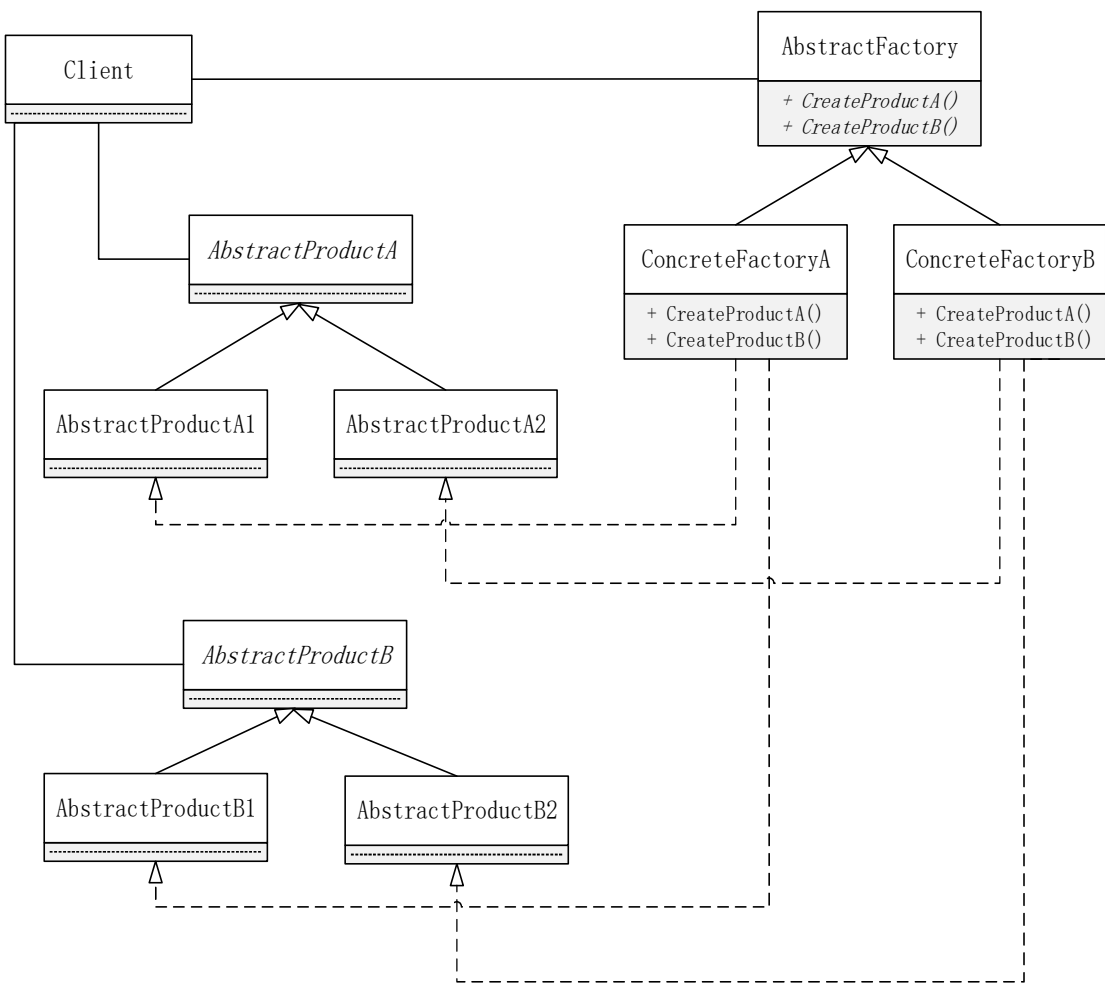 Client
AbstractFactory
+ CreateProductA()
+ CreateProductB()
AbstractProductA
ConcreteFactoryA
+ CreateProductA()
+ CreateProductB()
ConcreteFactoryB
+ CreateProductA()
+ CreateProductB()
AbstractProductA1
AbstractProductA2
AbstractProductB
AbstractProductB1
AbstractProductB2